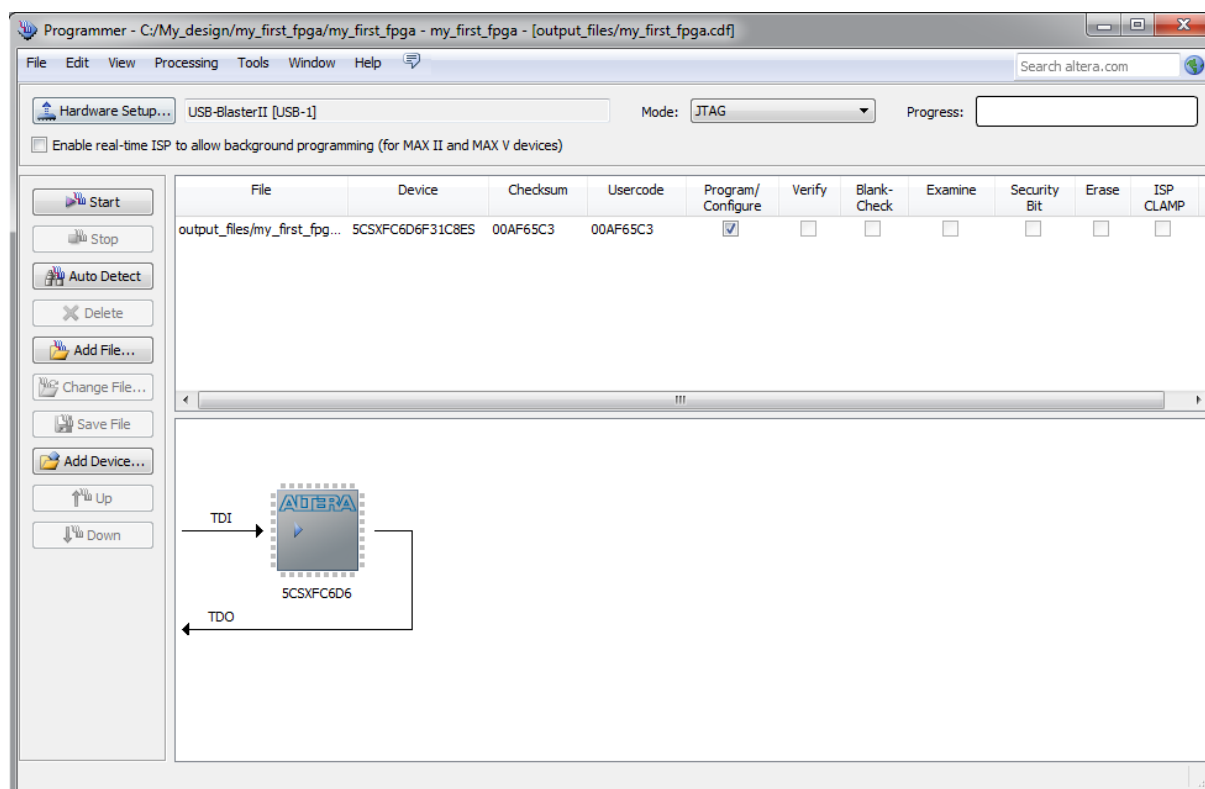 Programmer - C:/My_design/my_first_fpga/my_first_fpga - my_first_fpga - [output_files/my_first_fpga.cdf]
File Edit View Processing Tools Window Help
Search altera.com
Hardware Setup... USB-BlasterII [USB-1] Mode: JTAG Progress:
Enable real-time ISP to allow background programming (for MAX II and MAX V devices)
Start
Stop
Auto Detect
Delete
Add File...
Change File...
Save File
Add Device...
Up
Down
File Device Checksum Usercode Program/ Verify Blank- Examine Security Erase ISP
Configure Check Bit CLAMP
output_files/my_first_fpg... 5CSXFC6D6F31C8ES 00AF65C3 00AF65C3
ALTERA
TDI
5CSXFC6D6
TDO